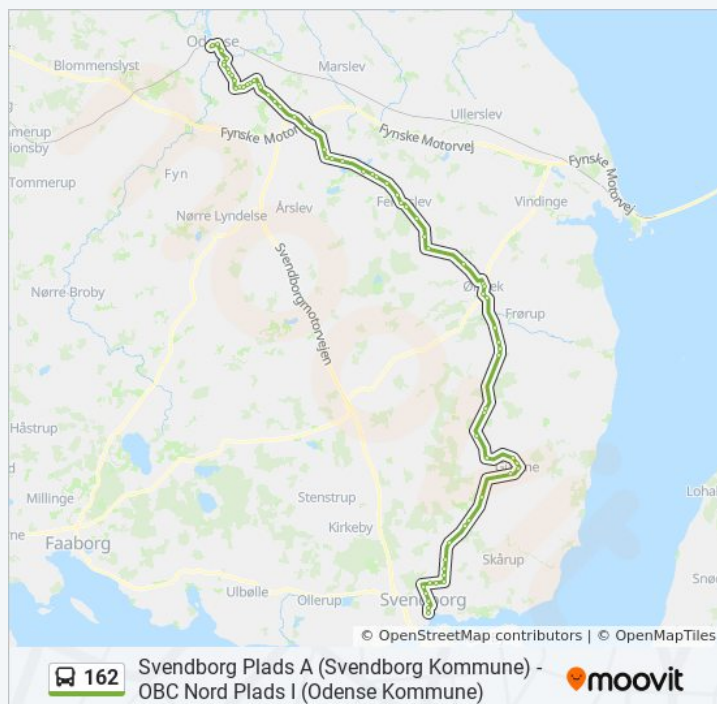 Odense
Blommenslyst
Marslev
Ullerslev
Fynske Motorvej
Fynske Motorvej
Fynske Motorvej
Tommerup
Fyn
Nørre Lyndelse
Årslev
Vindinge
Svendborgmotorvejen
Nørre Broby
Frørup
Håstrup
Millinge
Stenstrup
Kirkeby
Faaborg
Skårup
Ulbølle
Ollerup
Svendborg
© OpenStreetMap contributors | © OpenMapTiles
162
Svendborg Plads A (Svendborg Kommune) -
OBC Nord Plads I (Odense Kommune)
moovit